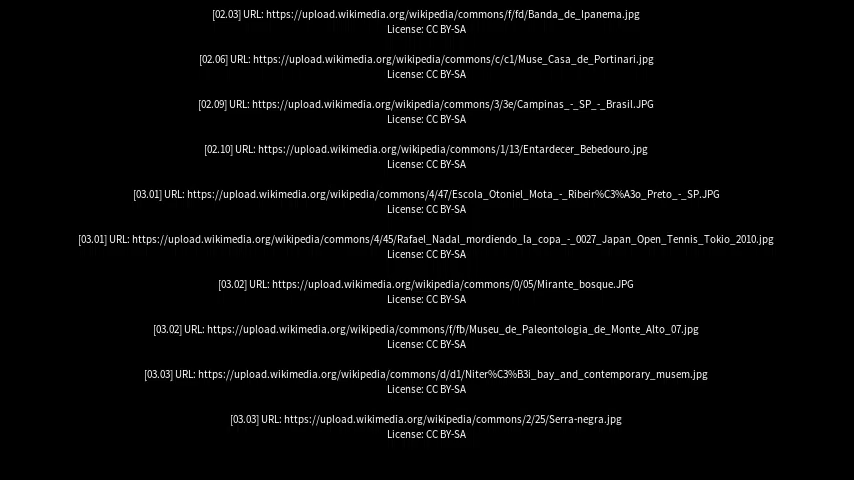 [02.03] URL: https://upload.wikimedia.org/wikipedia/commons/f/fd/Banda_de_Ipanema.jpg
License: CC BY-SA
[02.06] URL: https://upload.wikimedia.org/wikipedia/commons/c/c1/Muse_Casa_de_Portinari.jpg
License: CC BY-SA
[02.09] URL: https://upload.wikimedia.org/wikipedia/commons/3/3e/Campinas_-_SP_-_Brasil.JPG
License: CC BY-SA
[02.10] URL: https://upload.wikimedia.org/wikipedia/commons/1/13/Entardecer_Bebedouro.jpg
License: CC BY-SA
[03.01] URL: https://upload.wikimedia.org/wikipedia/commons/4/47/Escola_Otoniel_Mota_-_Ribeir%C3%A3o_Preto_-_SP.JPG
License: CC BY-SA
[03.01] URL: https://upload.wikimedia.org/wikipedia/commons/4/45/Rafael_Nadal_mordiendo_la_copa_-_0027_Japan_Open_Tennis_Tokio_2010.jpg
License: CC BY-SA
[03.02] URL: https://upload.wikimedia.org/wikipedia/commons/0/05/Mirante_bosque.JPG
License: CC BY-SA
[03.02] URL: https://upload.wikimedia.org/wikipedia/commons/f/fb/Museu_de_Paleontologia_de_Monte_Alto_07.jpg
License: CC BY-SA
[03.03] URL: https://upload.wikimedia.org/wikipedia/commons/d/d1/Niter%C3%B3i_bay_and_contemporary_musem.jpg
License: CC BY-SA
[03.03] URL: https://upload.wikimedia.org/wikipedia/commons/2/25/Serra-negra.jpg
License: CC BY-SA